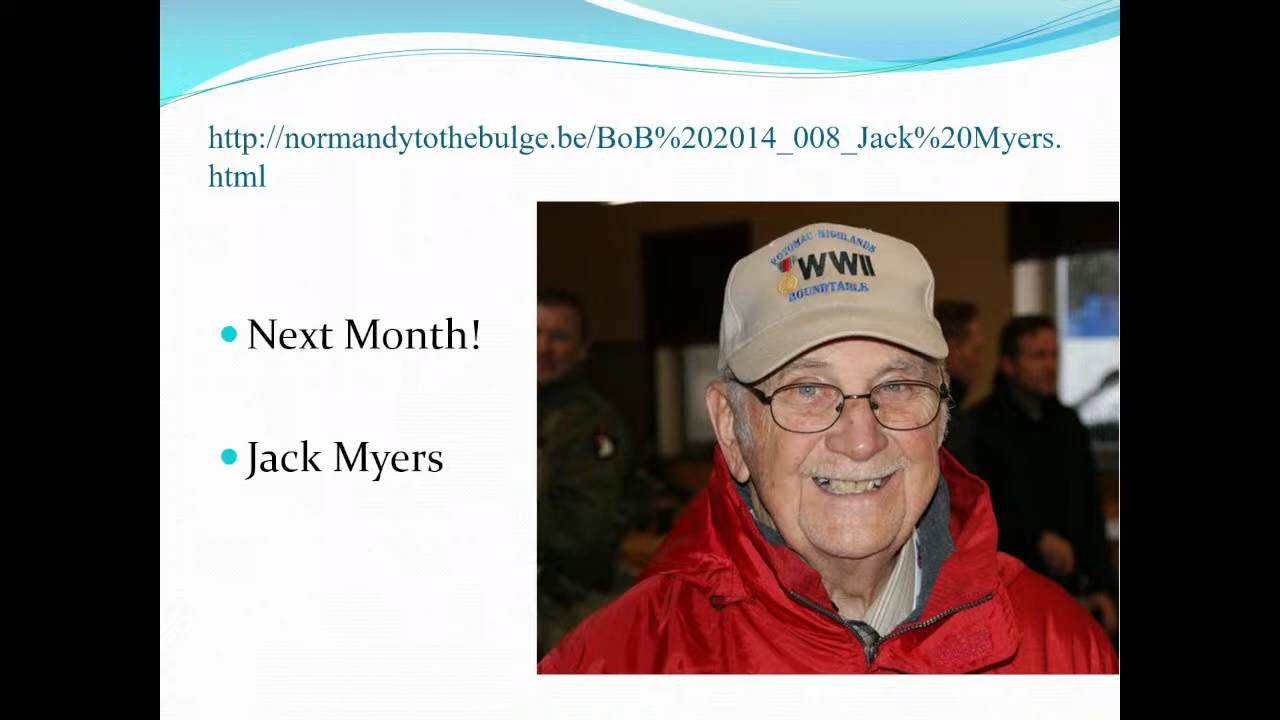 http://normandytothebulge.be/BoB%202014_008_Jack%20Myers.
html
POTOMAC HIGHLANDS
WWII
ROUNDTABLE
Next Month!
Jack Myers